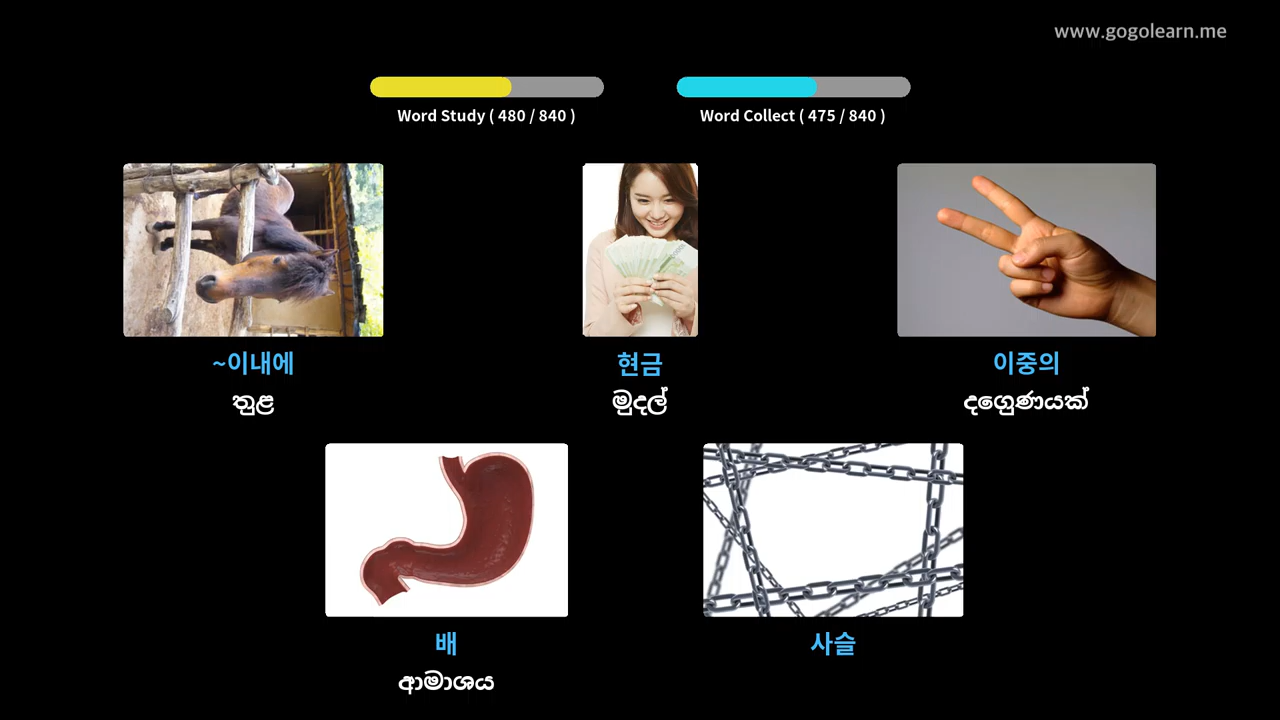 www.gogolearn.me
Word Study ( 480 / 840 )
Word Collect ( 475 / 840 )
~이내에
현금
이중의
තුළ
මුදල්
දෙගුණයක්
배
사슬
ආමාශය